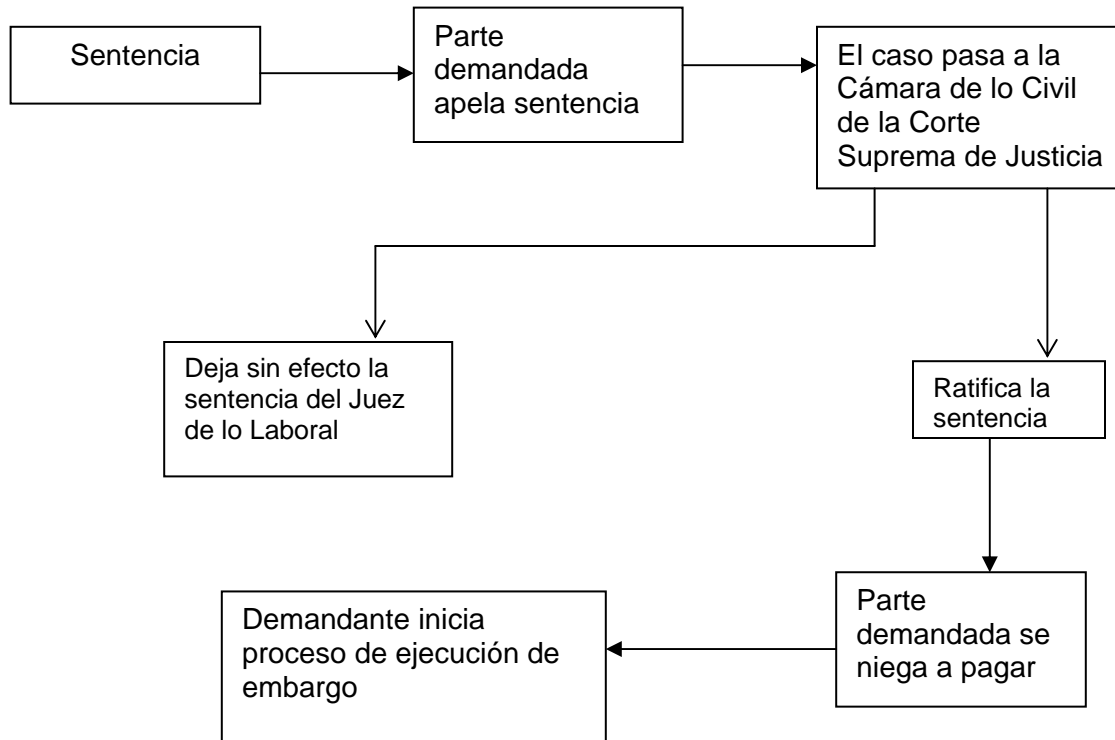 Sentencia
Parte
demandada
apela sentencia
El caso pasa a la
Cámara de lo Civil
de la Corte
Suprema de Justicia
Deja sin efecto la
sentencia del Juez
de lo Laboral
Ratifica la
sentencia
Parte
demandada se
niega a pagar
Demandante inicia
proceso de ejecución de
embargo